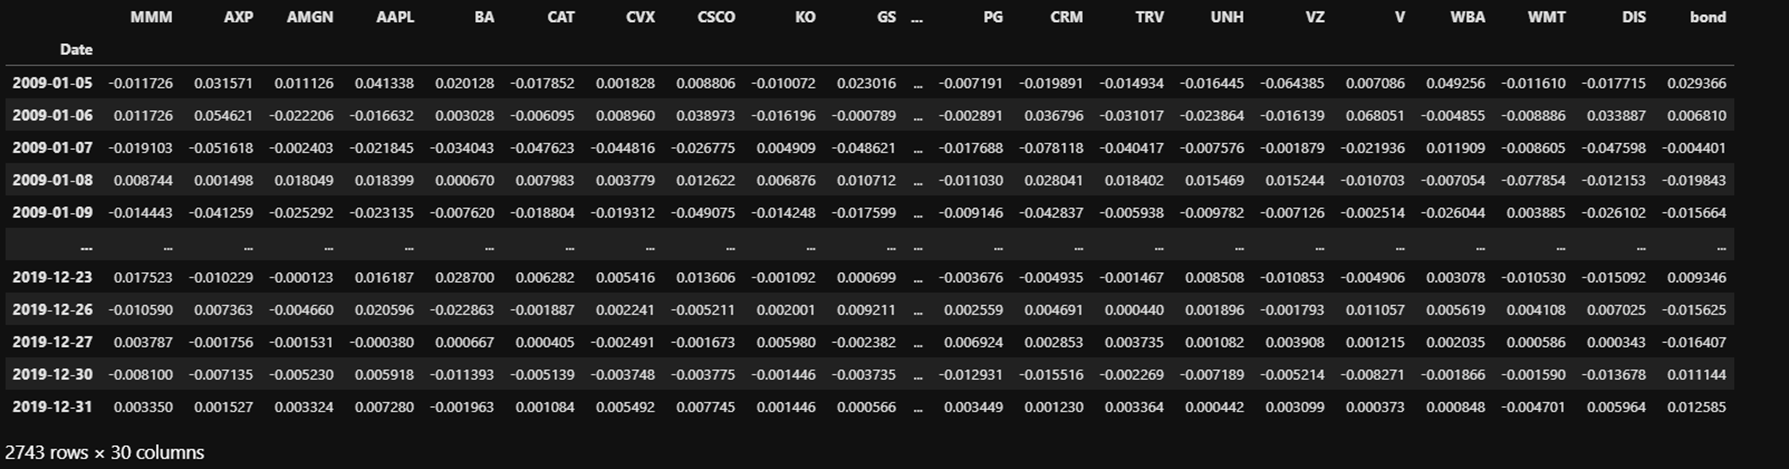 MMM AXP AMGN AAPL BA CAT CVX CSCO KO GS ... PG CRM TRV UNH VZ V WBA WMT DIS bond
Date
2009-01-05 -0.011726 0.031571 0.011126 0.041338 0.020128 -0.017852 0.001828 0.008806 -0.010072 0.023016 ... -0.007191 -0.019891 -0.014934 -0.016445 -0.064385 0.007086 0.049256 -0.011610 -0.017715 0.029366
2009-01-06 0.011726 0.054621 -0.022206 -0.016632 0.003028 -0.006095 0.008960 0.038973 -0.016196 -0.000789 ... -0.002891 0.036796 -0.031017 -0.023864 -0.016139 0.068051 -0.004855 -0.008886 0.033887 0.006810
2009-01-07 -0.019103 -0.051618 -0.002403 -0.021845 -0.034043 -0.047623 -0.044816 -0.026775 0.004909 -0.048621 ... -0.017688 -0.078118 -0.040417 -0.007576 -0.001879 -0.021936 0.011909 -0.008605 -0.047598 -0.004401
2009-01-08 0.008744 0.001498 0.018049 0.018399 0.000670 0.007983 0.003779 0.012622 0.006876 0.010712 ... -0.011030 0.028041 0.018402 0.015469 0.015244 -0.010703 -0.007054 -0.077854 -0.012153 -0.019843
2009-01-09 -0.014443 -0.041259 -0.025292 -0.023135 -0.007620 -0.018804 -0.019312 -0.049075 -0.014248 -0.017599 ... -0.009146 -0.042837 -0.005938 -0.009782 -0.007126 -0.002514 -0.026044 0.003885 -0.026102 -0.015664
... ... ... ... ... ... ... ... ... ... ... ... ... ... ... ... ... ... ... ... ... ...
2019-12-23 0.017523 -0.010229 -0.000123 0.016187 0.028700 0.006282 0.005416 0.013606 -0.001092 0.000699 ... -0.003676 -0.004935 -0.001467 0.008508 -0.010853 -0.004906 0.003078 -0.010530 -0.015092 0.009346
2019-12-26 -0.010590 0.007363 -0.004660 0.020596 -0.022863 -0.001887 0.002241 -0.005211 0.002001 0.009211 ... 0.002559 0.004691 0.000440 0.001896 -0.001793 0.011057 0.005619 0.004108 0.007025 -0.015625
2019-12-27 0.003787 -0.001756 -0.001531 -0.000380 0.000667 0.000405 -0.002491 -0.001673 0.005980 -0.002382 ... 0.006924 0.002853 0.003735 0.001082 0.003908 0.001215 0.002035 0.000586 0.000343 -0.016407
2019-12-30 -0.008100 -0.007135 -0.005230 0.005918 -0.011393 -0.005139 -0.003748 -0.003775 -0.001446 -0.003735 ... -0.012931 -0.015516 -0.002269 -0.007189 -0.005214 -0.008271 -0.001866 -0.001590 -0.013678 0.011144
2019-12-31 0.003350 0.001527 0.003324 0.007280 -0.001963 0.001084 0.005492 0.007745 0.001446 0.000566 ... 0.003449 0.001230 0.003364 0.000442 0.003099 0.000373 0.000848 -0.004701 0.005964 0.012585
2743 rows × 30 columns